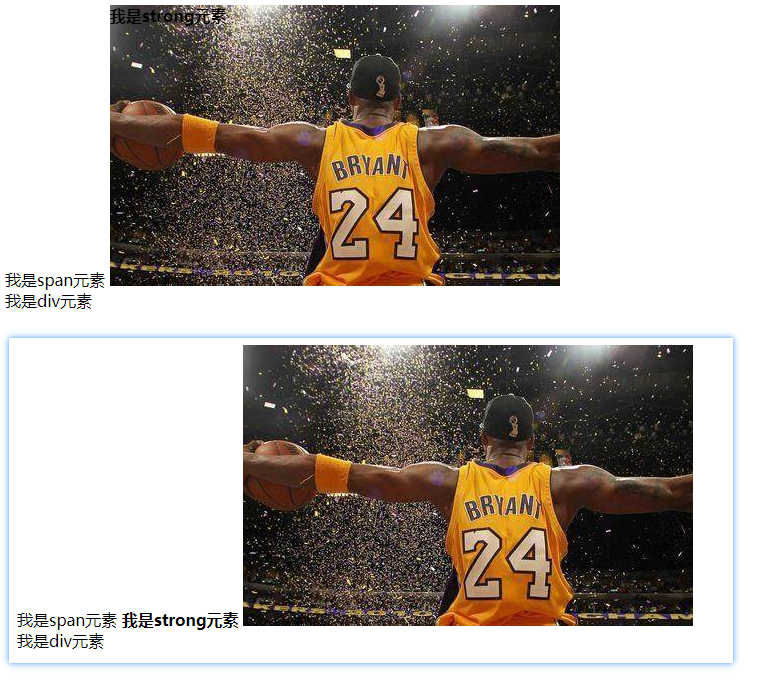 我是strong元素
BRYANT
24
我是span元素
我是div元素
BRYANT
24
我是span元素 我是strong元素
我是div元素